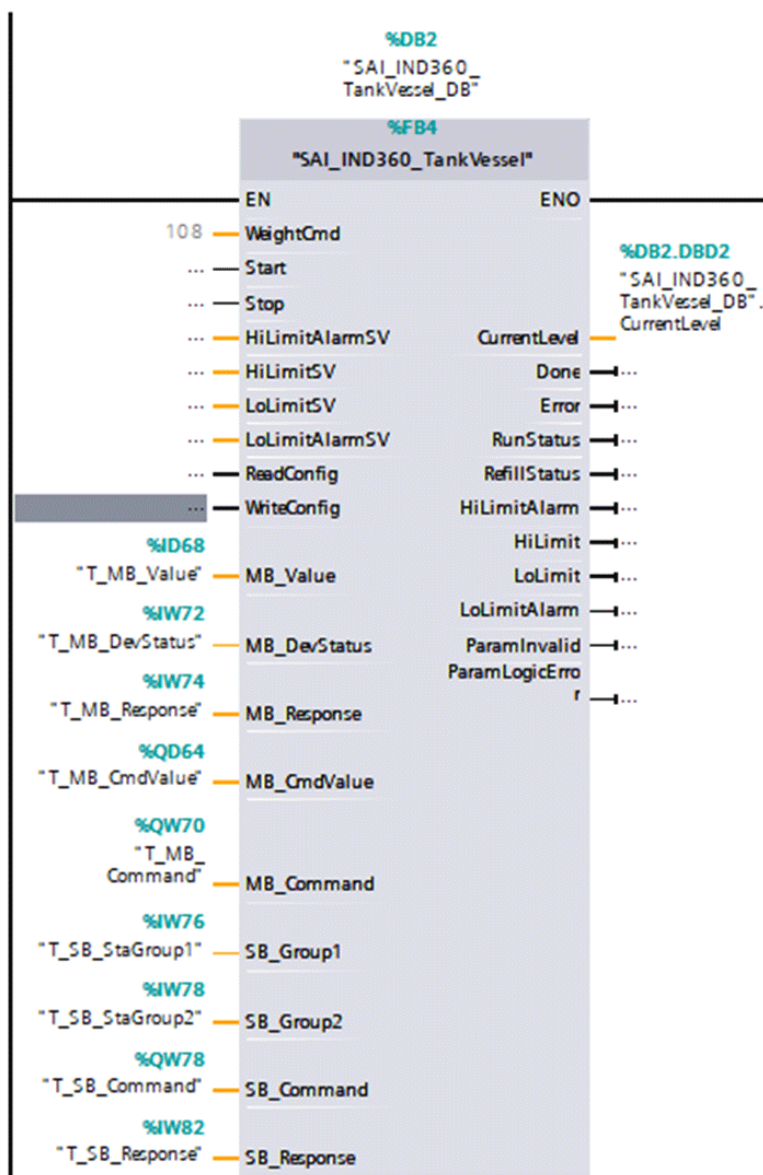 %DB2
"SAI_IND360_
TankVessel_DB"
%FB4
"SAI_IND360_TankVessel"
EN ENO
108 WeightCmd
... Start
... Stop
... HiLimitAlarmSV
... HiLimitSV
... LoLimitSV
... LoLimitAlarmSV
... ReadConfig
... WriteConfig
%DB2.DBD2
"SAI_IND360_
TankVessel_DB".
CurrentLevel
CurrentLevel
Done ...
Error ...
RunStatus ...
RefillStatus ...
HiLimitAlarm ...
HiLimit ...
LoLimit ...
LoLimitAlarm ...
ParamInvalid ...
ParamLogicErro
r ...
%ID68
"T_MB_Value" MB_Value
%IW72
"T_MB_DevStatus" MB_DevStatus
%IW74
"T_MB_Response" MB_Response
%QD64
"T_MB_CmdValue" MB_CmdValue
%QW70
"T_MB_
Command" MB_Command
%IW76
"T_SB_StaGroup1" SB_Group1
%IW78
"T_SB_StaGroup2" SB_Group2
%QW78
"T_SB_Command" SB_Command
%IW82
"T_SB_Response" SB_Response